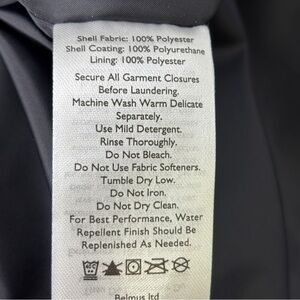 Shell Fabric: 100% Polyester
Shell Coating: 100% Polyurethane
Lining: 100% Polyester
Secure All Garment Closures
Before Laundering.
Machine Wash Warm Delicate
Separately.
Use Mild Detergent.
Rinse Thoroughly.
Do Not Bleach.
Do Not Use Fabric Softeners.
Tumble Dry Low.
Do Not Iron.
Do Not Dry Clean.
For Best Performance, Water
Repellent Finish Should Be
Replenished As Needed.
Belmus ltd